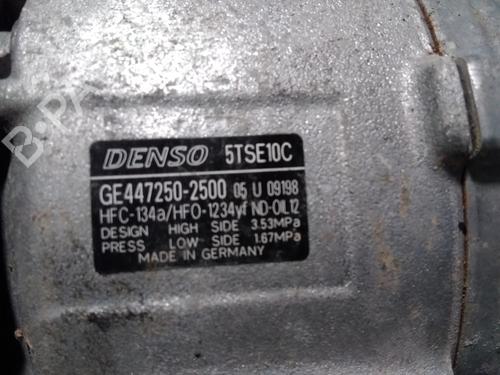 DENSO 5TSE10C
GE447250-2500 05 U 09198
HFC-134a/HFO-1234yf ND-OIL12
DESIGN HIGH SIDE 3.53MPa
PRESS LOW SIDE 1.67MPa
MADE IN GERMANY